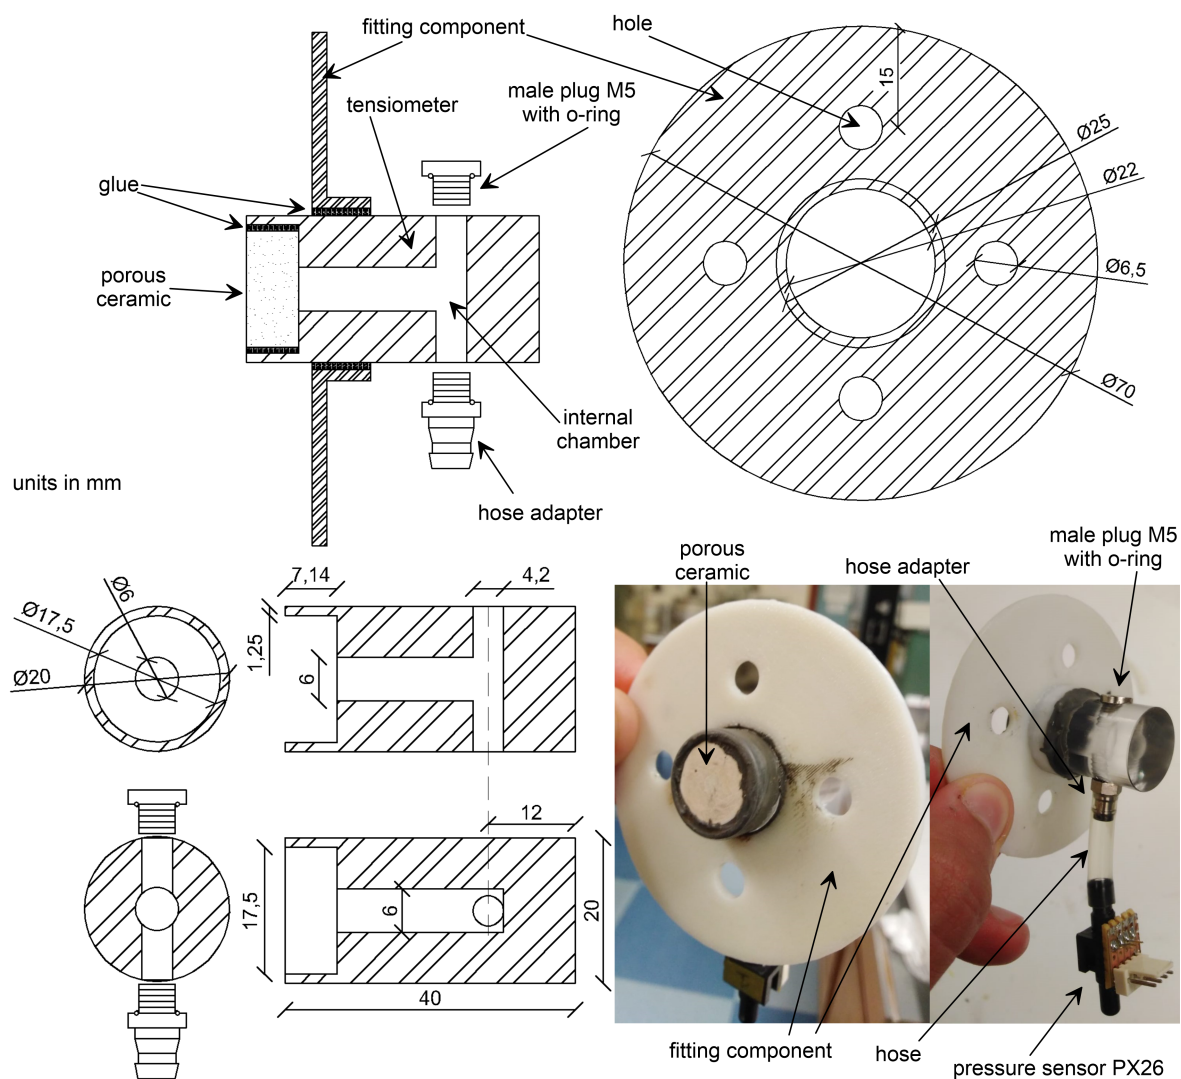 fitting component
hole
male plug M5
with o-ring
tensiometer
15
Ø25
Ø22
glue
porous
ceramic
Ø6,5
Ø70
internal
chamber
units in mm
hose adapter
Ø6
Ø17,5
Ø20
7,14
4,2
1,25
6
porous
ceramic
hose adapter
male plug M5
with o-ring
12
17,5
6
20
40
fitting component
hose
pressure sensor PX26